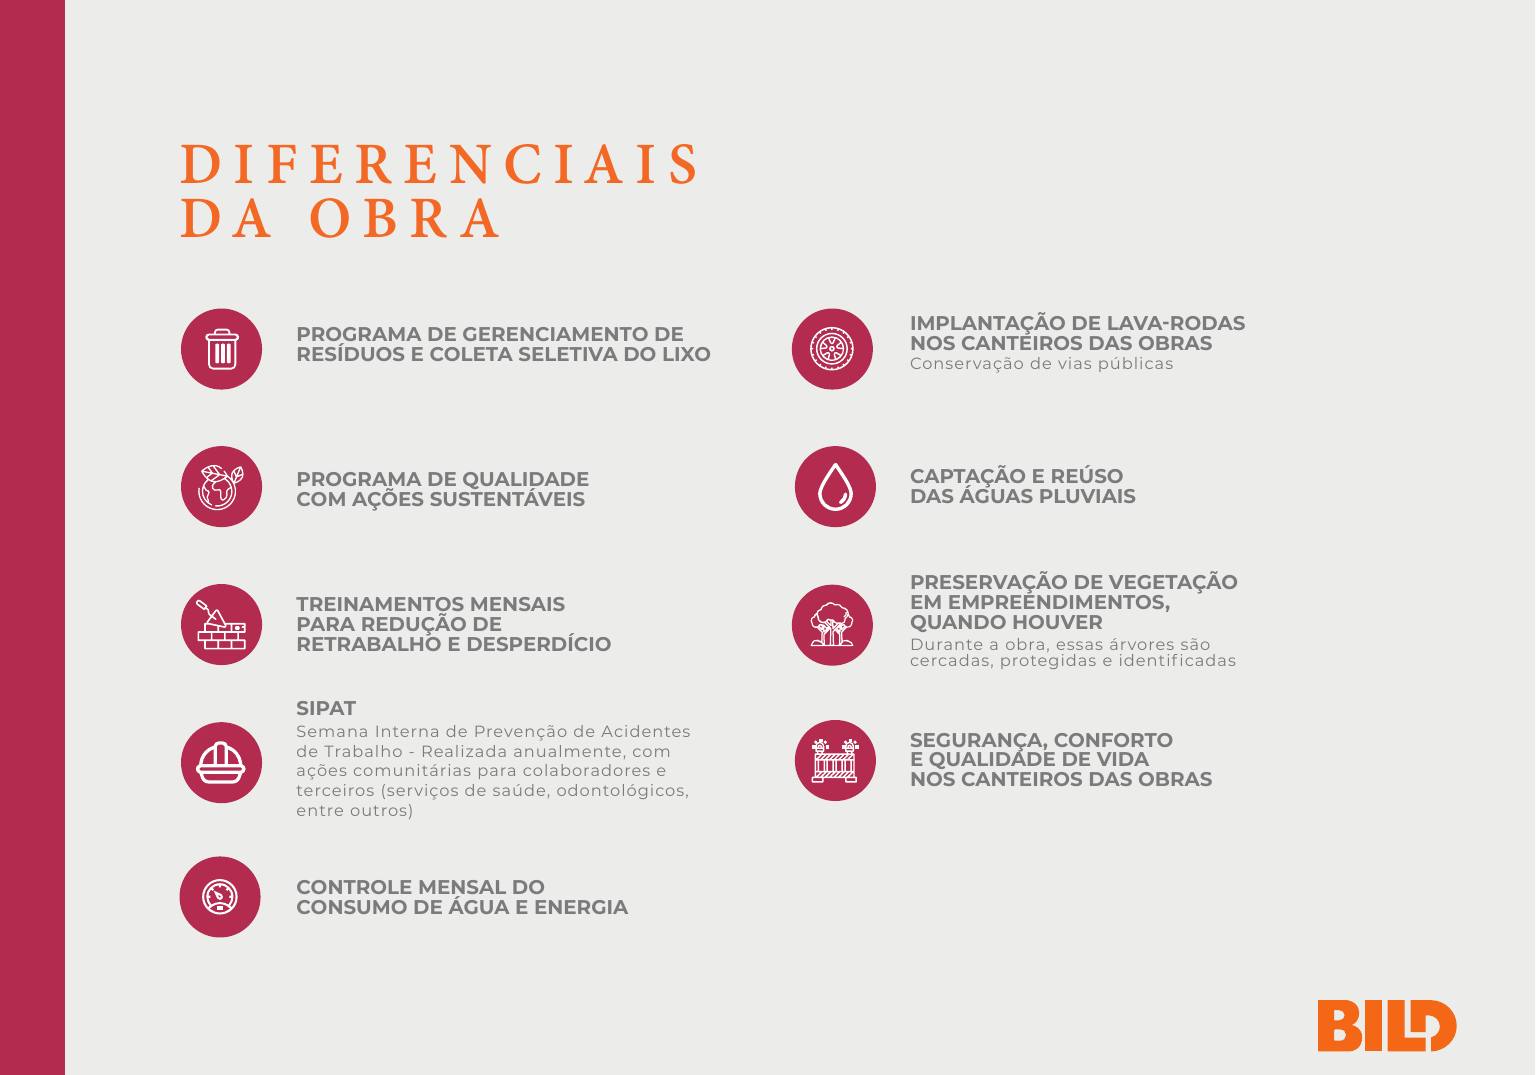 DIFERENCIAIS
DA OBRA
PROGRAMA DE GERENCIAMENTO DE
RESÍDUOS E COLETA SELETIVA DO LIXO
PROGRAMA DE QUALIDADE
COM AÇÕES SUSTENTÁVEIS
TREINAMENTOS MENSAIS
PARA REDUÇÃO DE
RETRABALHO E DESPERDÍCIO
SIPAT
Semana Interna de Prevenção de Acidentes
de Trabalho - Realizada anualmente, com
ações comunitárias para colaboradores e
terceiros (serviços de saúde, odontológicos,
entre outros)
CONTROLE MENSAL DO
CONSUMO DE ÁGUA E ENERGIA
IMPLANTAÇÃO DE LAVA-RODAS
NOS CANTEIROS DAS OBRAS
Conservação de vias públicas
CAPTAÇÃO E REÚSO
DAS ÁGUAS PLUVIAIS
PRESERVAÇÃO DE VEGETAÇÃO
EM EMPREENDIMENTOS,
QUANDO HOUVER
Durante a obra, essas árvores são
cercadas, protegidas e identificadas
SEGURANÇA, CONFORTO
E QUALIDADE DE VIDA
NOS CANTEIROS DAS OBRAS
BILD